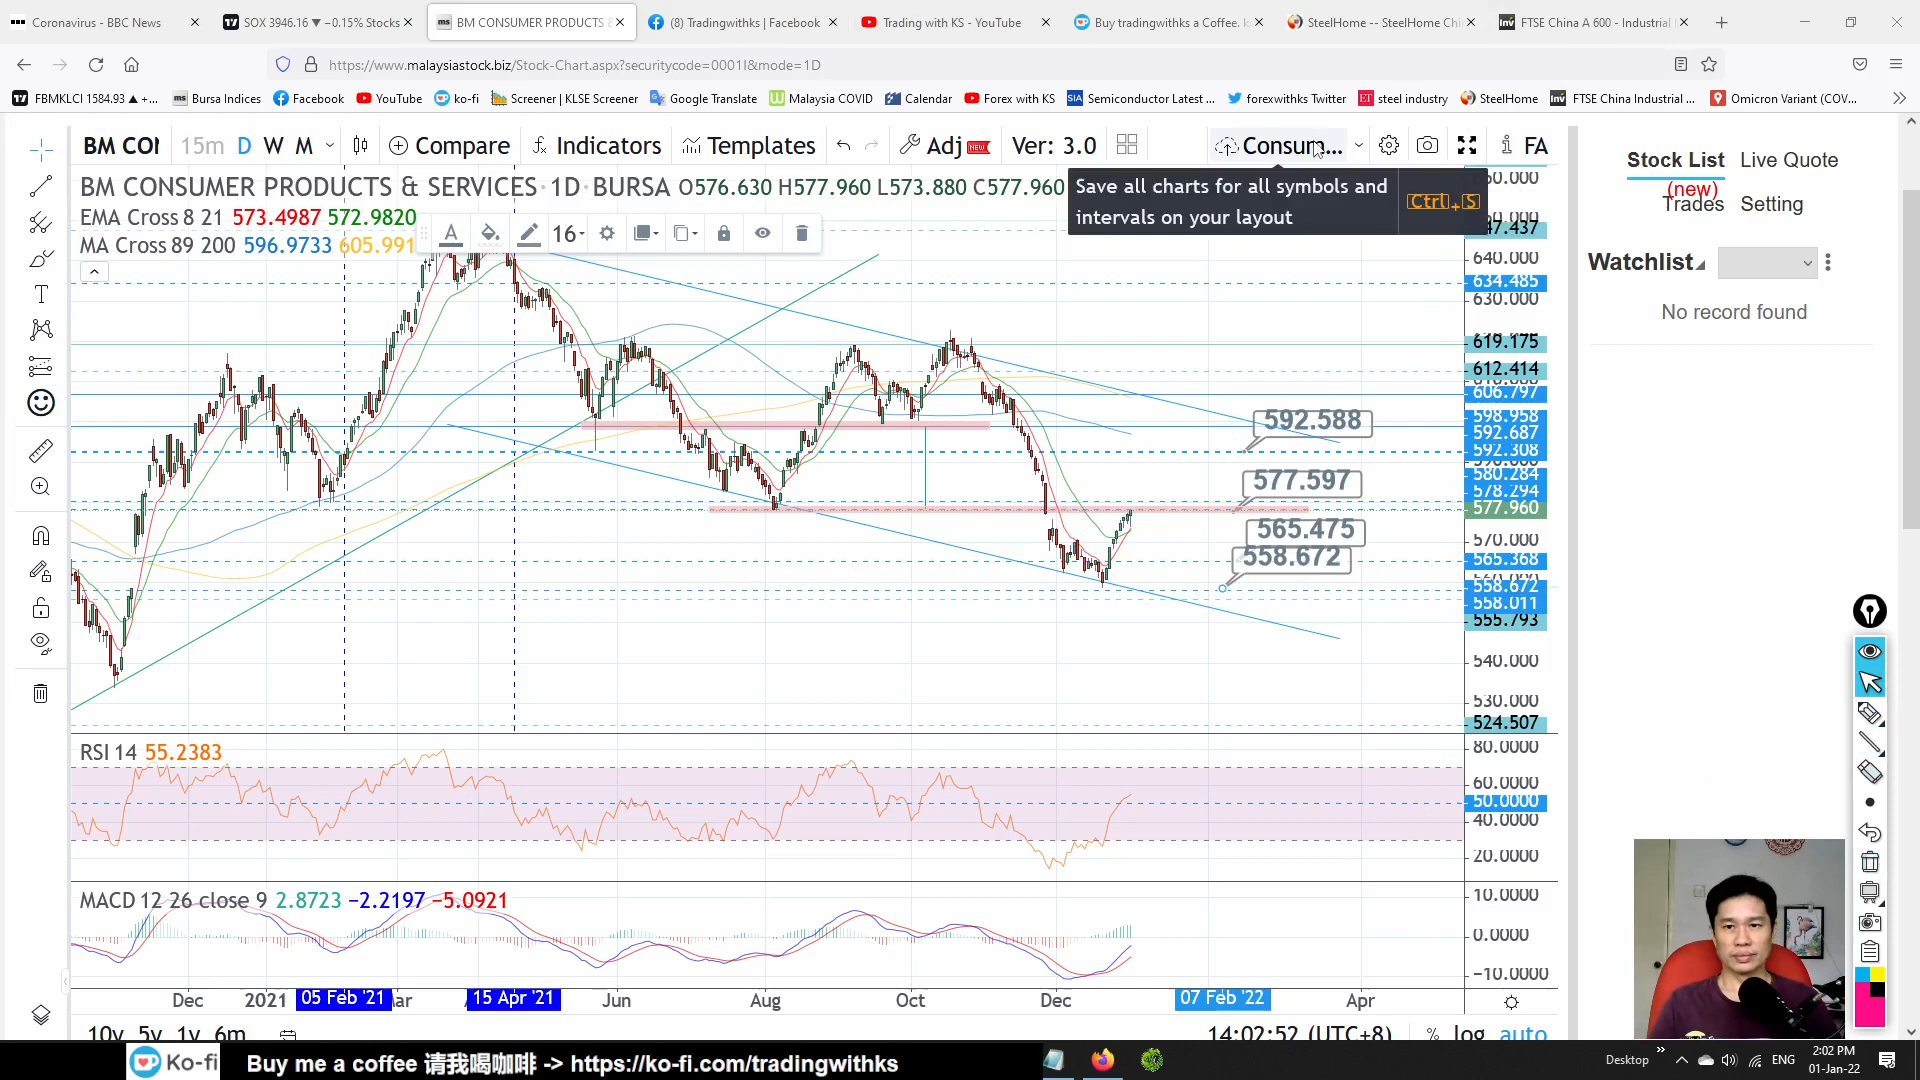 Coronavirus - BBC News
SOX 3946.16 ▼ −0.15% Stocks
BM CONSUMER PRODUCTS &
(8) Tradingwithks | Facebook
Trading with KS - YouTube
Buy tradingwithks a Coffee. k
SteelHome -- SteelHome Chi
FTSE China A 600 - Industrial
https://www.malaysiastock.biz/Stock-Chart.aspx?securitycode=0001I&mode=1D
FBMKLCI 1584.93 ▲ +...
Bursa Indices
Facebook
YouTube
ko-fi
Screener | KLSE Screener
Google Translate
Malaysia COVID
Calendar
Forex with KS
Semiconductor Latest ...
forexwithks Twitter
steel industry
SteelHome
FTSE China Industrial ...
Omicron Variant (COV...
BM CON
15m D W M
Compare
Indicators
Templates
Adj NEW
Ver: 3.0
Consum...
FA
Save all charts for all symbols and
intervals on your layout
Ctrl + S
BM CONSUMER PRODUCTS & SERVICES · 1D · BURSA O576.630 H577.960 L573.880 C577.960
EMA Cross 8 21 573.4987 572.9820
MA Cross 89 200 596.9733 605.991
16
47.437
640.000
634.485
630.000
619.175
612.414
606.797
598.958
592.687
592.308
580.284
578.294
577.960
570.000
565.368
558.672
558.011
555.793
540.000
530.000
524.507
592.588
577.597
565.475
558.672
RSI 14 55.2383
80.0000
60.0000
50.0000
40.0000
20.0000
MACD 12 26 close 9 2.8723 −2.2197 −5.0921
10.0000
0.0000
−10.0000
Dec
2021
05 Feb '21
15 Apr '21
Jun
Aug
Oct
Dec
07 Feb '22
Apr
10y 5y 1y 6m
14:02:52 (UTC+8)
% log auto
Stock List
Live Quote
(new)
Trades
Setting
Watchlist
No record found
Ko-fi
Buy me a coffee 请我喝咖啡 -> https://ko-fi.com/tradingwithks
Desktop
ENG
2:02 PM
01-Jan-22